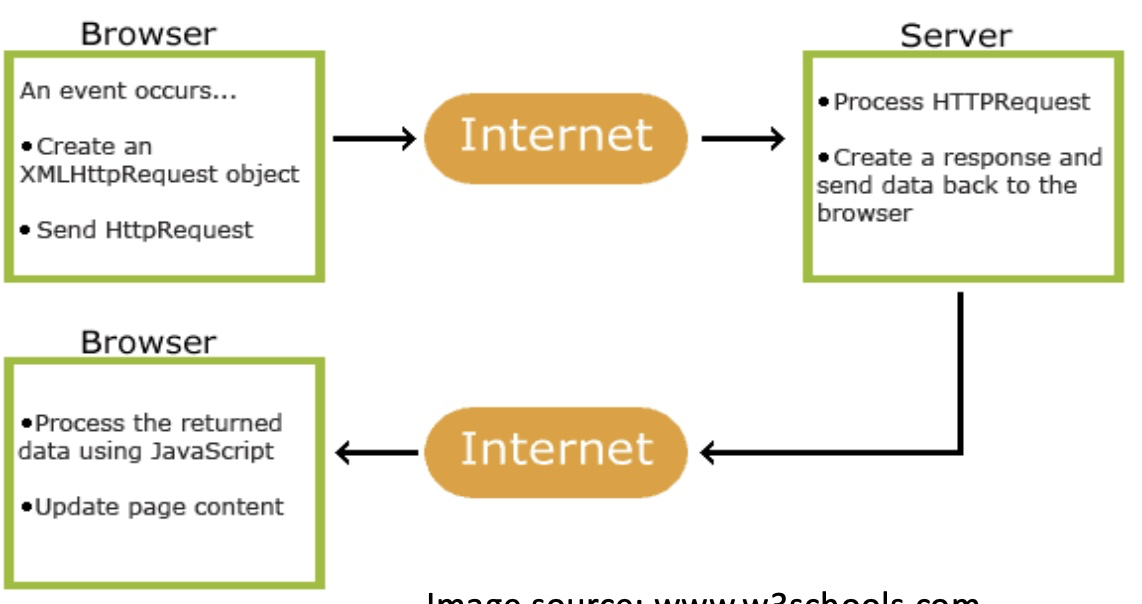 Browser
An event occurs...
•Create an
XMLHttpRequest object
•Send HttpRequest
Internet
Server
•Process HTTPRequest
•Create a response and
send data back to the
browser
Browser
•Process the returned
data using JavaScript
•Update page content
Internet
Image source: www.w3schools.com